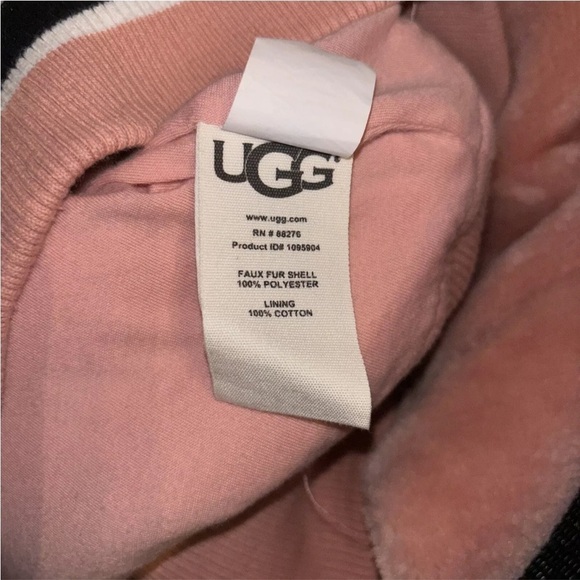 UGG®
www.ugg.com
RN # 88276
Product ID# 1095904
FAUX FUR SHELL
100% POLYESTER
LINING
100% COTTON